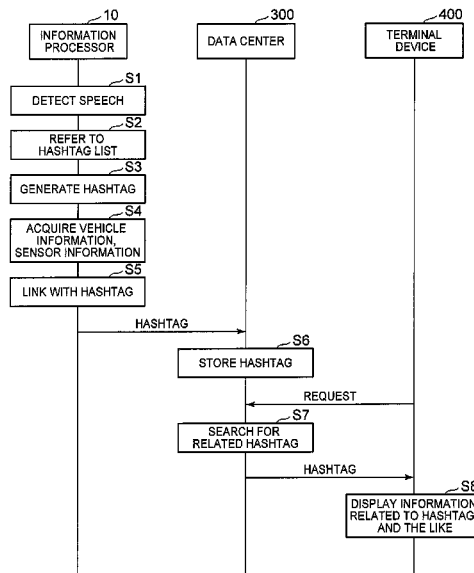 10
300
400
INFORMATION
PROCESSOR
DATA CENTER
TERMINAL
DEVICE
S1
DETECT SPEECH
S2
REFER TO
HASHTAG LIST
S3
GENERATE HASHTAG
S4
ACQUIRE VEHICLE
INFORMATION,
SENSOR INFORMATION
S5
LINK WITH HASHTAG
HASHTAG
S6
STORE HASHTAG
REQUEST
S7
SEARCH FOR
RELATED HASHTAG
HASHTAG
S8
DISPLAY INFORMATION
RELATED TO HASHTAG
AND THE LIKE